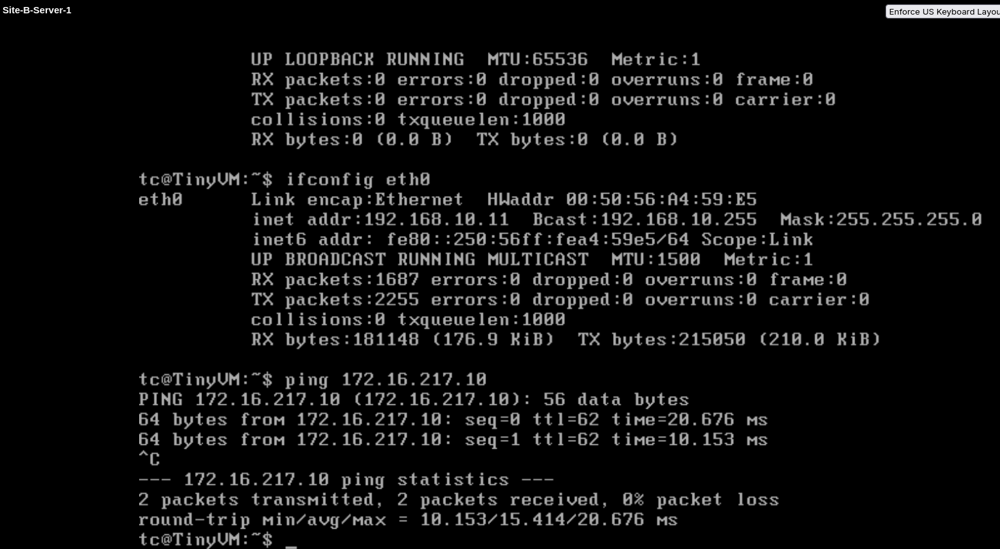 Site-B-Server-1
Enforce US Keyboard Layou
UP LOOPBACK RUNNING  MTU:65536  Metric:1
RX packets:0 errors:0 dropped:0 overruns:0 frame:0
TX packets:0 errors:0 dropped:0 overruns:0 carrier:0
collisions:0 txqueuelen:1000
RX bytes:0 (0.0 B)  TX bytes:0 (0.0 B)
tc@TinyVM:~$ ifconfig eth0
eth0      Link encap:Ethernet  HWaddr 00:50:56:A4:59:E5
inet addr:192.168.10.11  Bcast:192.168.10.255  Mask:255.255.255.0
inet6 addr: fe80::250:56ff:fea4:59e5/64 Scope:Link
UP BROADCAST RUNNING MULTICAST  MTU:1500  Metric:1
RX packets:1687 errors:0 dropped:0 overruns:0 frame:0
TX packets:2255 errors:0 dropped:0 overruns:0 carrier:0
collisions:0 txqueuelen:1000
RX bytes:181148 (176.9 KiB)  TX bytes:215050 (210.0 KiB)
tc@TinyVM:~$ ping 172.16.217.10
PING 172.16.217.10 (172.16.217.10): 56 data bytes
64 bytes from 172.16.217.10: seq=0 ttl=62 time=20.676 ms
64 bytes from 172.16.217.10: seq=1 ttl=62 time=10.153 ms
^C
--- 172.16.217.10 ping statistics ---
2 packets transmitted, 2 packets received, 0% packet loss
round-trip min/avg/max = 10.153/15.414/20.676 ms
tc@TinyVM:~$ _